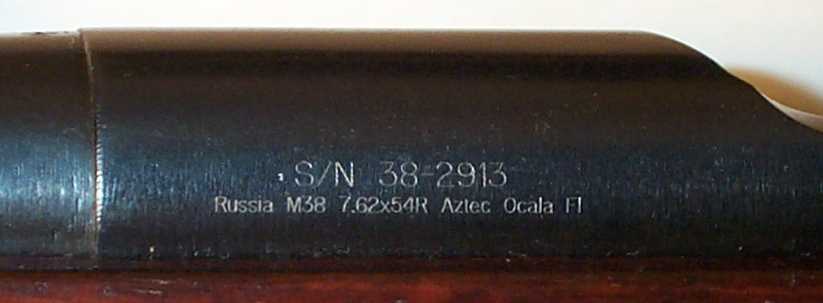 S/N 38-2913
Russia M38 7.62x54R Aztec Ocala Fl